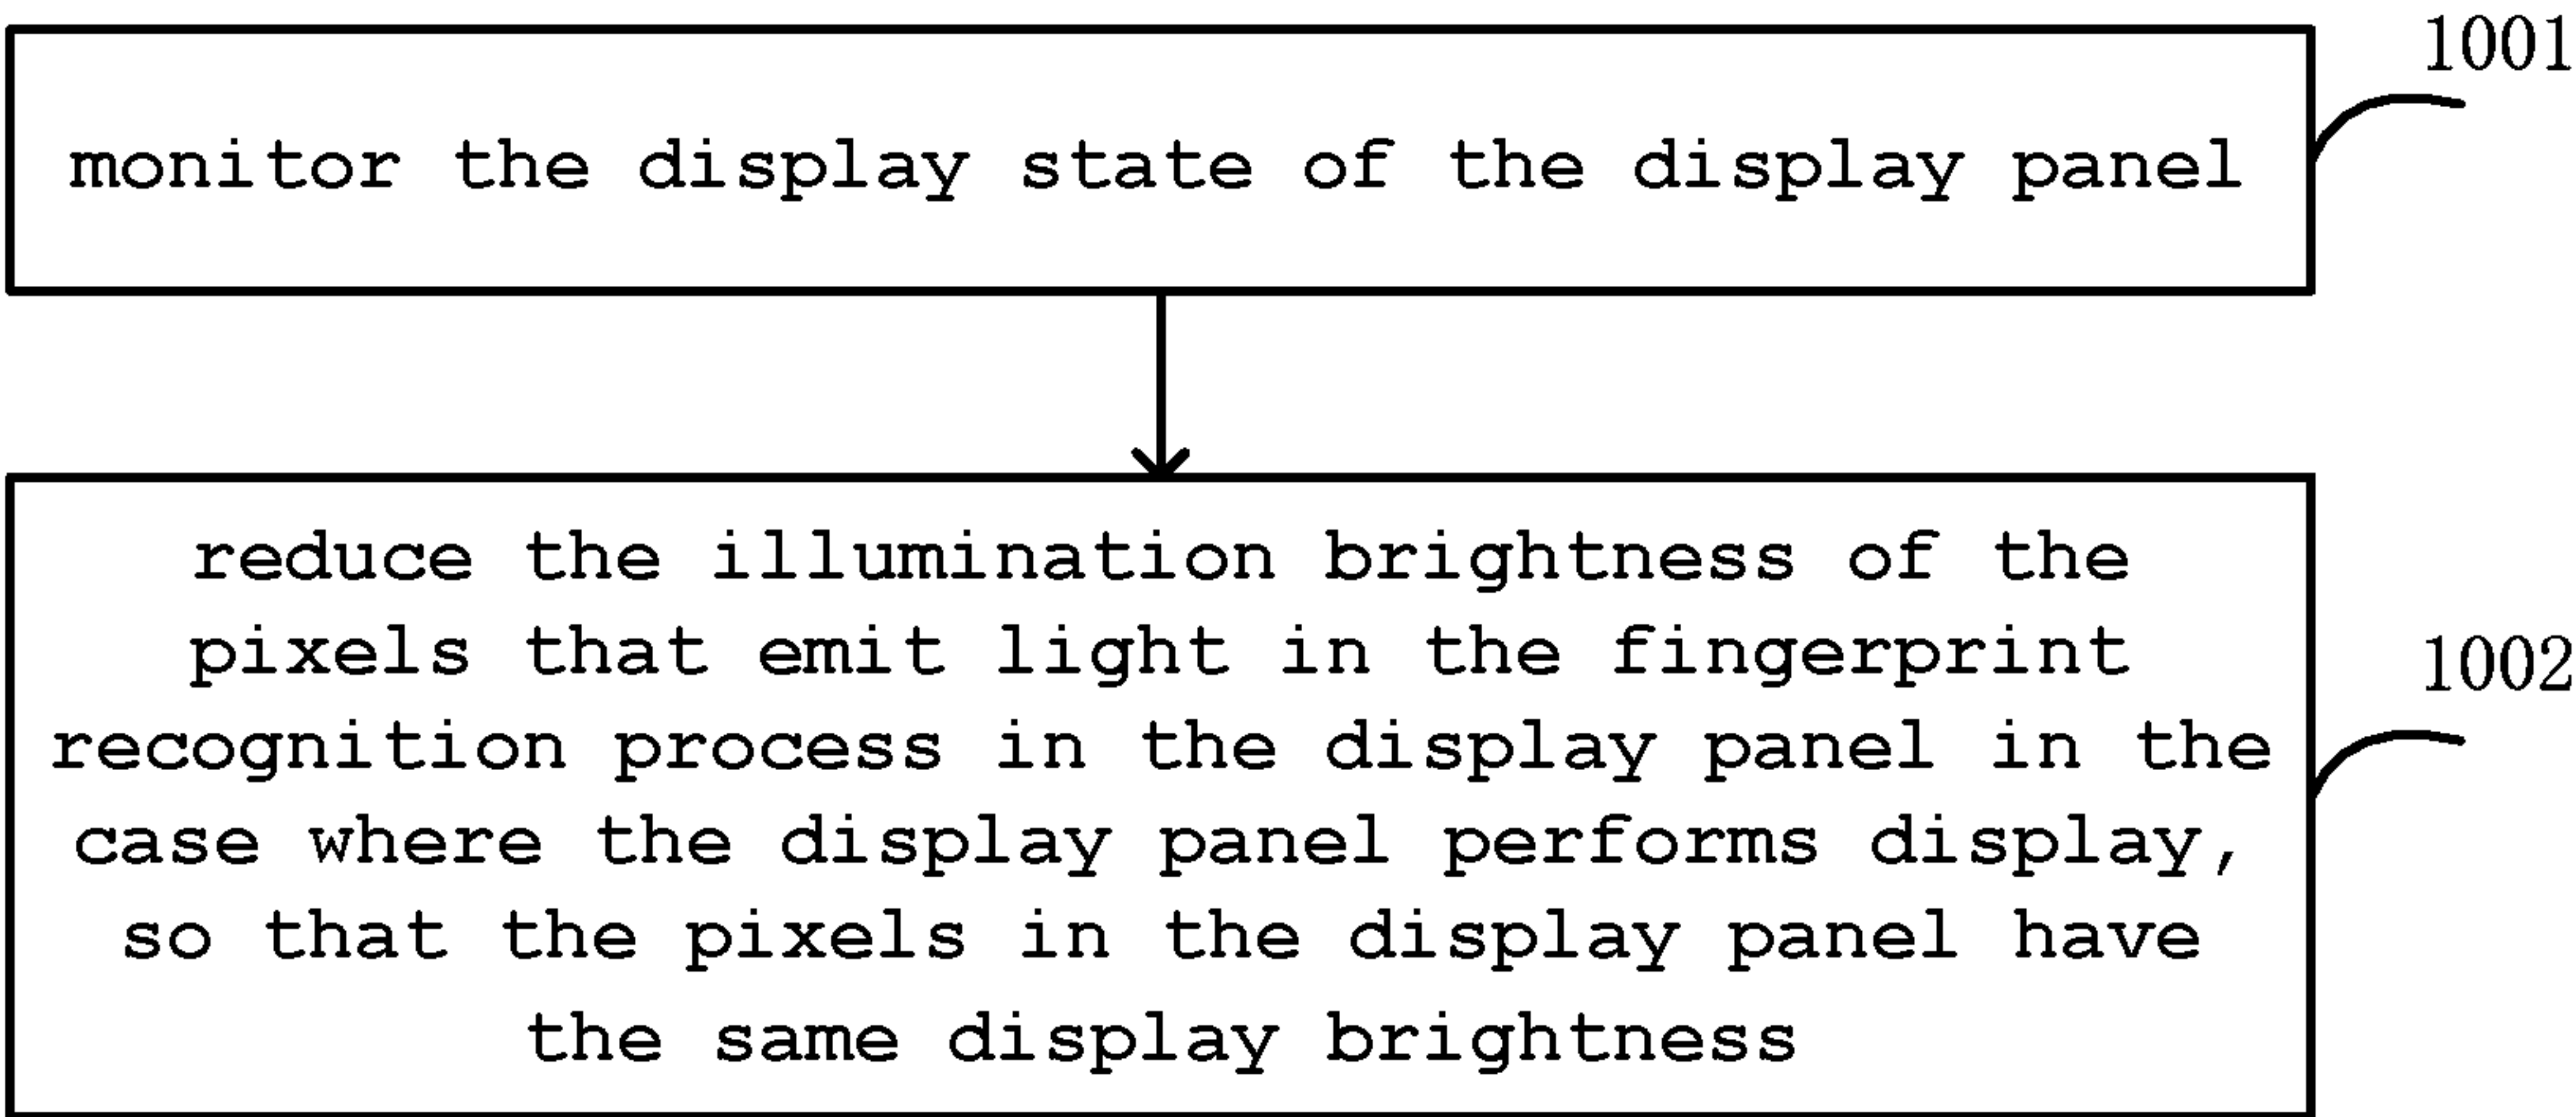 1001
monitor the display state of the display panel
reduce the illumination brightness of the
pixels that emit light in the fingerprint
recognition process in the display panel in the
case where the display panel performs display,
so that the pixels in the display panel have
the same display brightness
1002